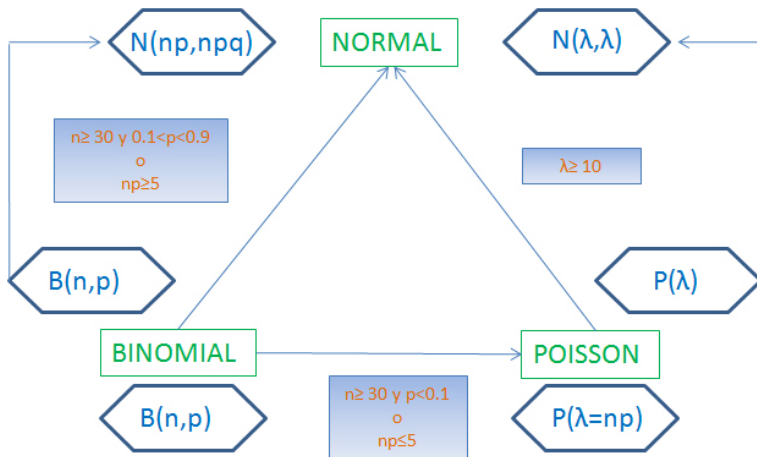 N(np,npq)
NORMAL
N(λ,λ)
n≥ 30 y 0.1<p<0.9
o
np≥5
λ≥ 10
B(n,p)
P(λ)
BINOMIAL
POISSON
n≥ 30 y p<0.1
o
np≤5
B(n,p)
P(λ=np)